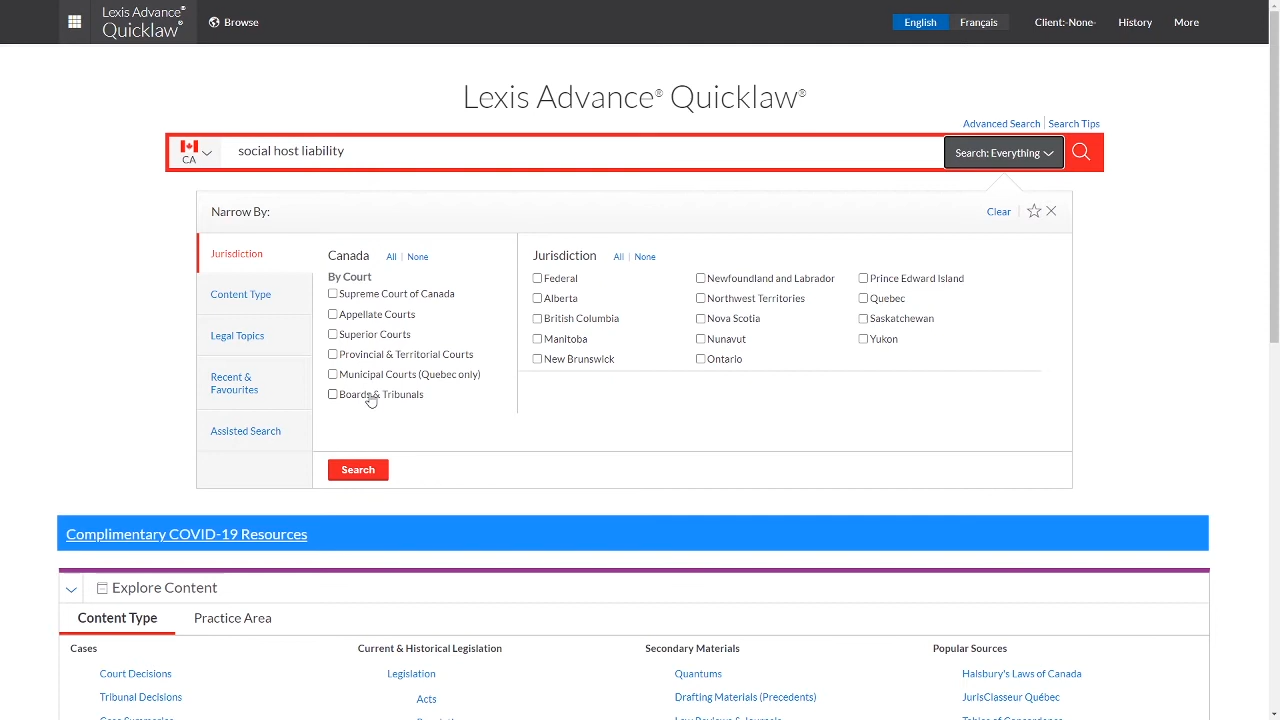 Lexis Advance®
Quicklaw®
Browse
English
Français
Client:-None-
History
More
Lexis Advance® Quicklaw®
Advanced Search
Search Tips
CA
social host liability
Search: Everything
Narrow By:
Clear
Jurisdiction
Content Type
Legal Topics
Recent &
Favourites
Assisted Search
Canada All | None
By Court
Supreme Court of Canada
Appellate Courts
Superior Courts
Provincial & Territorial Courts
Municipal Courts (Quebec only)
Boards & Tribunals
Jurisdiction All | None
Federal
Alberta
British Columbia
Manitoba
New Brunswick
Newfoundland and Labrador
Northwest Territories
Nova Scotia
Nunavut
Ontario
Prince Edward Island
Quebec
Saskatchewan
Yukon
Search
Complimentary COVID-19 Resources
Explore Content
Content Type
Practice Area
Cases
Court Decisions
Tribunal Decisions
Current & Historical Legislation
Legislation
Acts
Secondary Materials
Quantums
Drafting Materials (Precedents)
Popular Sources
Halsbury's Laws of Canada
JurisClasseur Québec